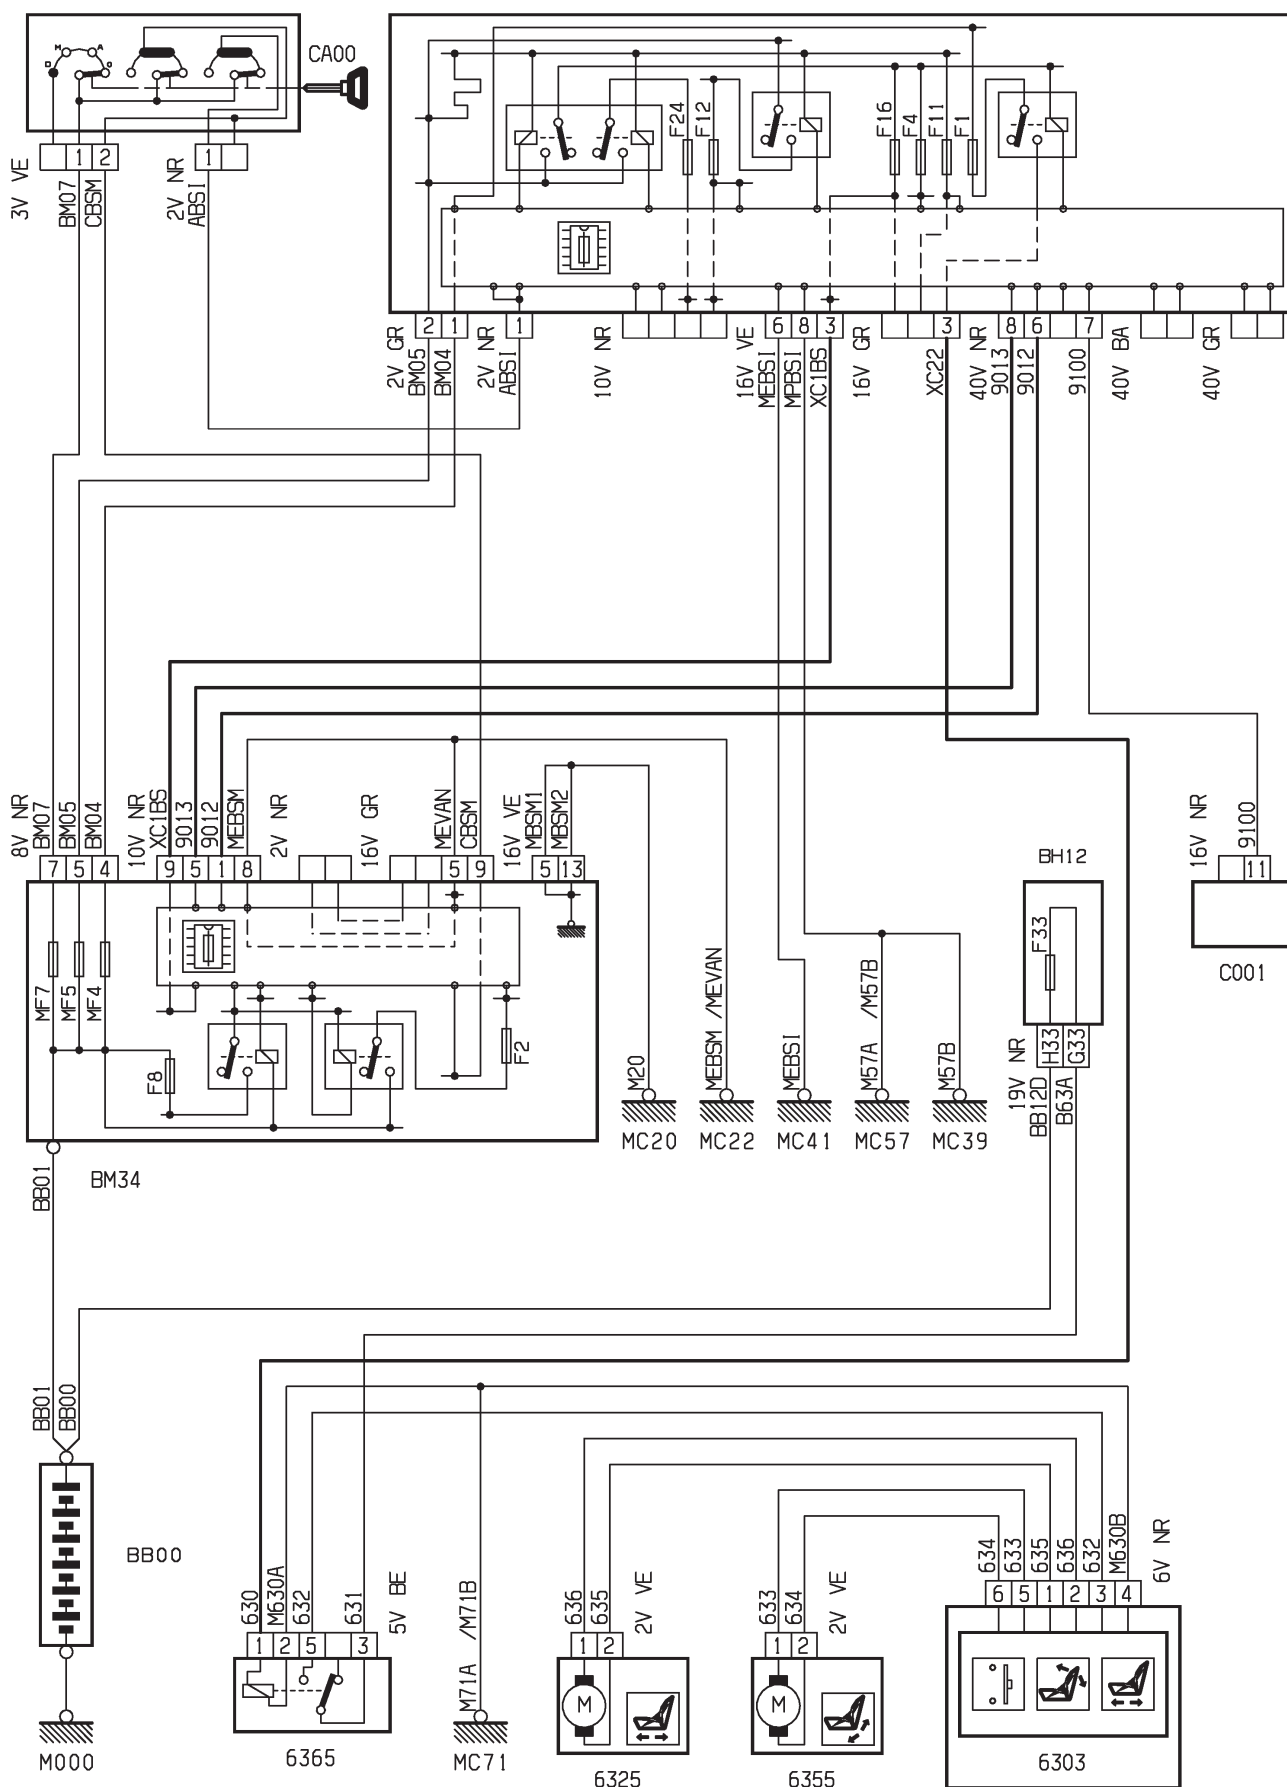 CA00
M A
D
1 2
1
3V VE
BM07
CBSM
2V NR
ABSI
F24
F12
F16
F4
F11
F1
2 1
1
6 8 3
3
8 6
7
2V GR
BM05
BM04
2V NR
ABSI
10V NR
16V VE
MEBSI
MPBSI
XC1BS
16V GR
XC22
40V NR
9013
9012
9100
40V BA
40V GR
8V NR
BM07
BM05
BM04
10V NR
XC1BS
9013
9012
MEBSM
2V NR
16V GR
MEVAN
CBSM
16V VE
MBSM1
MBSM2
7 5 4
9 5 1 8
5 9
5 13
MF7
MF5
MF4
F8
F2
BM34
BB01
M20
MEBSM /MEVAN
MEBSI
M57A /M57B
M57B
MC20
MC22
MC41
MC57
MC39
BH12
F33
H33
G33
19V NR
BB12D
B63A
16V NR
9100
11
C001
BB01
BB00
BB00
M000
630
M630A
632
631
5V BE
1 2 5 3
6365
M71A /M71B
MC71
636
635
2V VE
1 2
M
6325
633
634
2V VE
1 2
M
6355
634
633
635
636
632
M630B
6V NR
6 5 1 2 3 4
6303